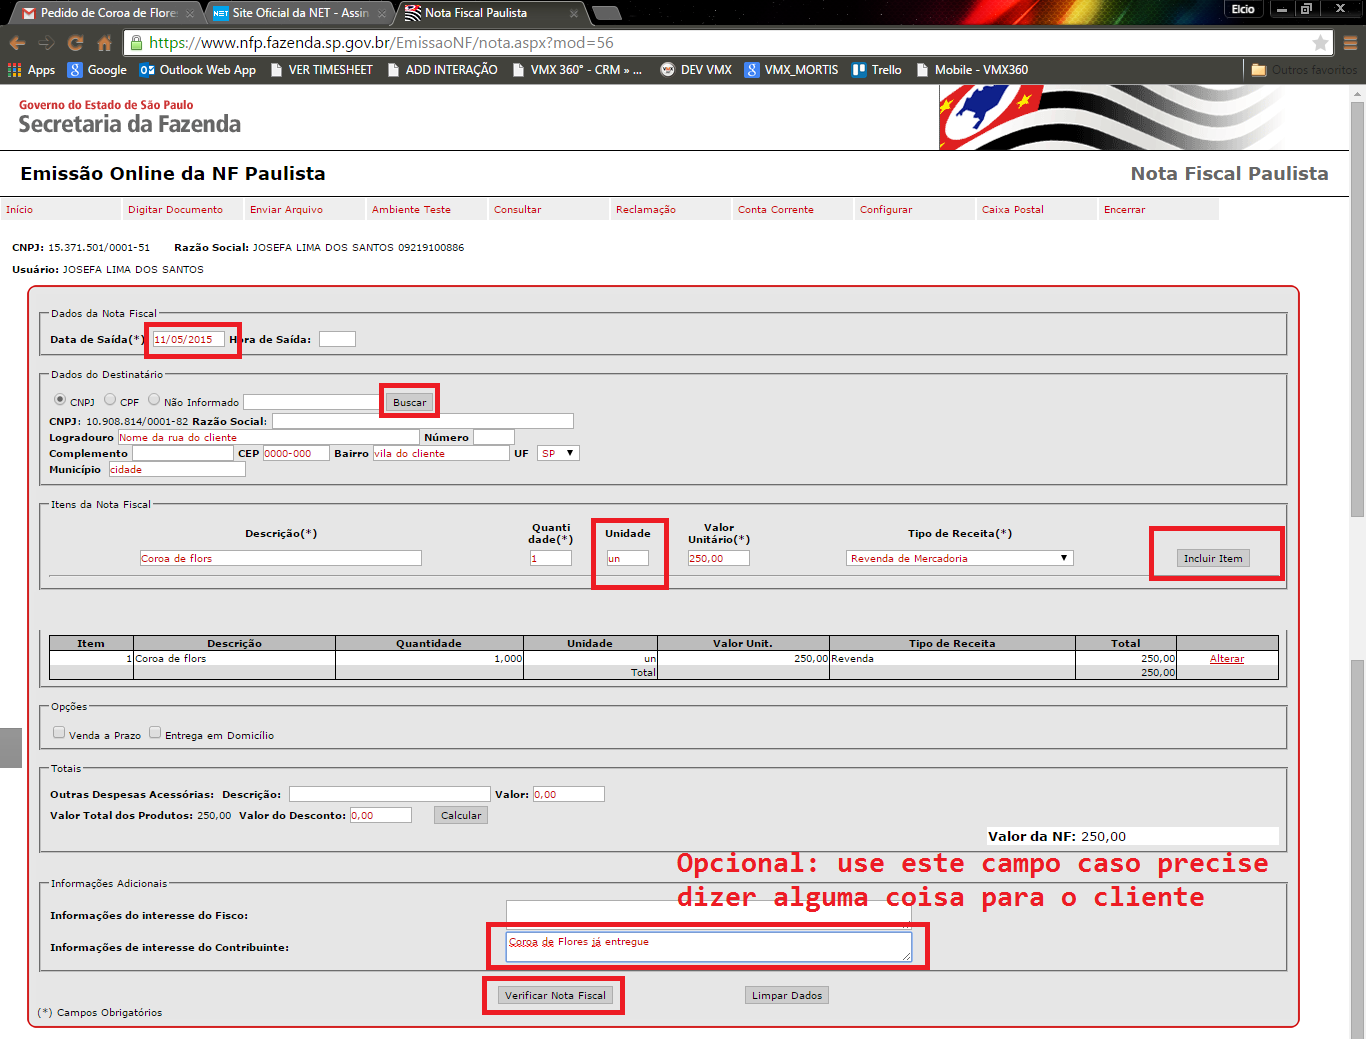 Pedido de Coroa de Flore
Site Oficial da NET - Assin
Nota Fiscal Paulista
Elcio
https://www.nfp.fazenda.sp.gov.br/EmissaoNF/nota.aspx?mod=56
Apps Google Outlook Web App VER TIMESHEET ADD INTERAÇÃO VMX 360° - CRM » ... DEV VMX VMX_MORTIS Trello Mobile - VMX360 Outros favoritos
Governo do Estado de São Paulo
Secretaria da Fazenda
Emissão Online da NF Paulista
Nota Fiscal Paulista
Início Digitar Documento Enviar Arquivo Ambiente Teste Consultar Reclamação Conta Corrente Configurar Caixa Postal Encerrar
CNPJ: 15.371.501/0001-51 Razão Social: JOSEFA LIMA DOS SANTOS 09219100886
Usuário: JOSEFA LIMA DOS SANTOS
Dados da Nota Fiscal
Data de Saída(*) 11/05/2015 Hora de Saída:
Dados do Destinatário
CNPJ CPF Não Informado Buscar
CNPJ: 10.908.814/0001-82 Razão Social:
Logradouro Nome da rua do cliente Número
Complemento CEP 0000-000 Bairro vila do cliente UF SP
Município cidade
Itens da Nota Fiscal
Descrição(*) Quanti dade(*) Unidade Valor Unitário(*) Tipo de Receita(*)
Coroa de flors 1 un 250,00 Revenda de Mercadoria Incluir Item
Item Descrição Quantidade Unidade Valor Unit. Tipo de Receita Total
1 Coroa de flors 1,000 un 250,00 Revenda 250,00 Alterar
Total 250,00
Opções
Venda a Prazo Entrega em Domicílio
Totais
Outras Despesas Acessórias: Descrição: Valor: 0,00
Valor Total dos Produtos: 250,00 Valor do Desconto: 0,00 Calcular
Valor da NF: 250,00
Opcional: use este campo caso precise
dizer alguma coisa para o cliente
Informações Adicionais
Informações do interesse do Fisco:
Informações de interesse do Contribuinte: Coroa de Flores já entregue
Verificar Nota Fiscal Limpar Dados
(*) Campos Obrigatórios